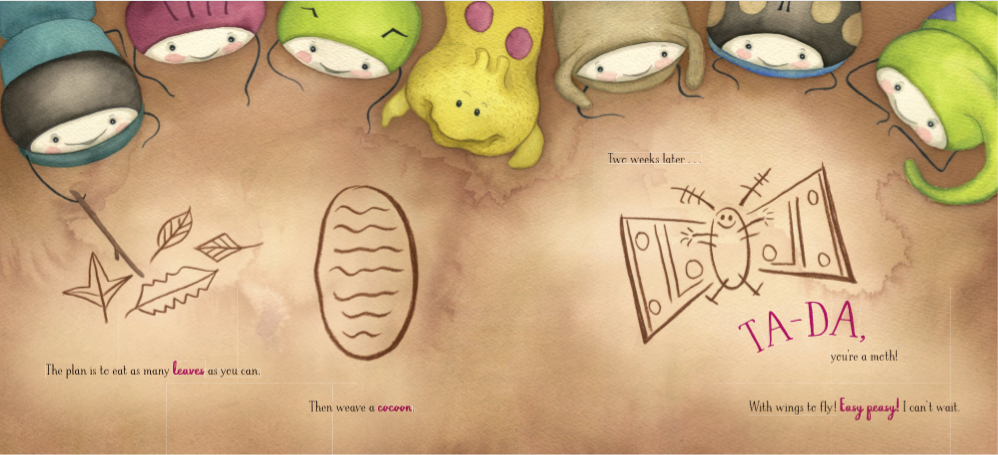 The plan is to eat as many leaves as you can.
Then weave a cocoon.
Two weeks later . . .
TA-DA,
you're a moth!
With wings to fly! Easy peasy! I can't wait.